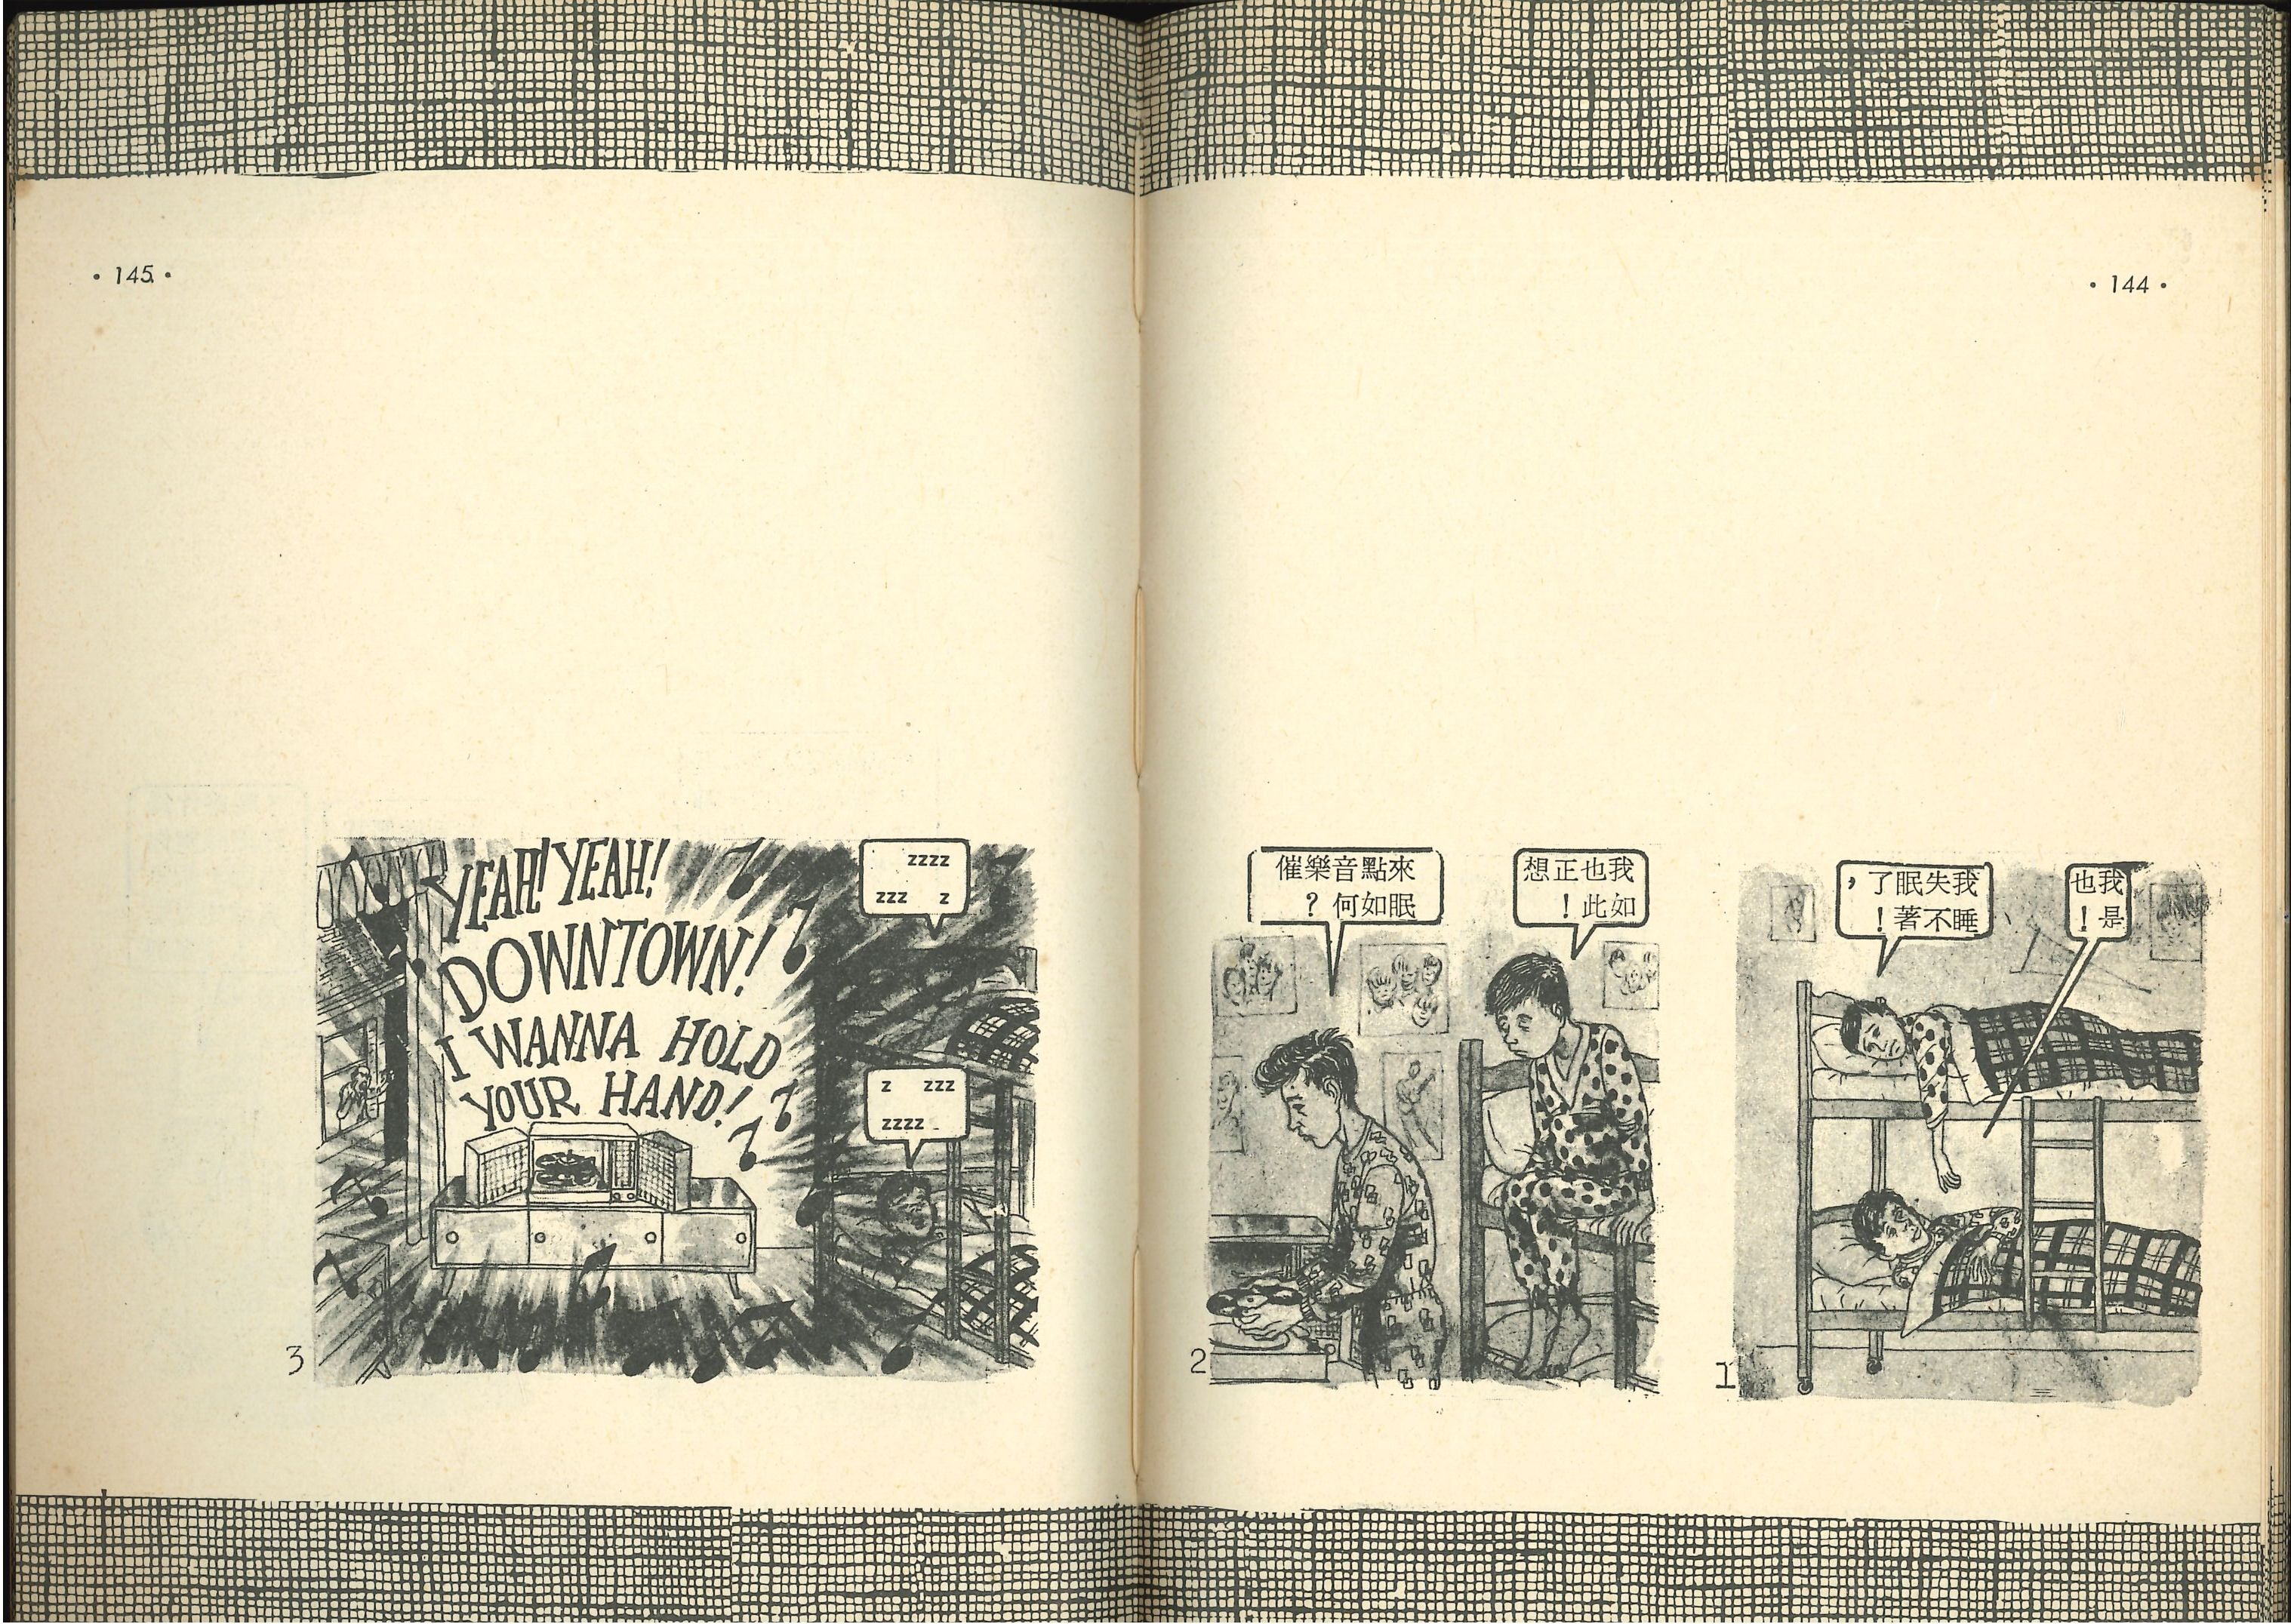 • 144 •
我失眠了，
睡不著！
我也
是！
1
來點音樂催
眠如何？
我也正想
如此！
2
• 145 •
YEAH! YEAH!
DOWNTOWN!
I WANNA HOLD
YOUR HAND!
zzzz
zzz z
z zzz
zzzz
3